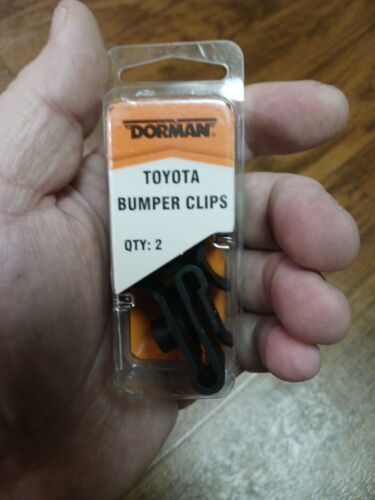 DORMAN®
TOYOTA
BUMPER CLIPS
QTY: 2